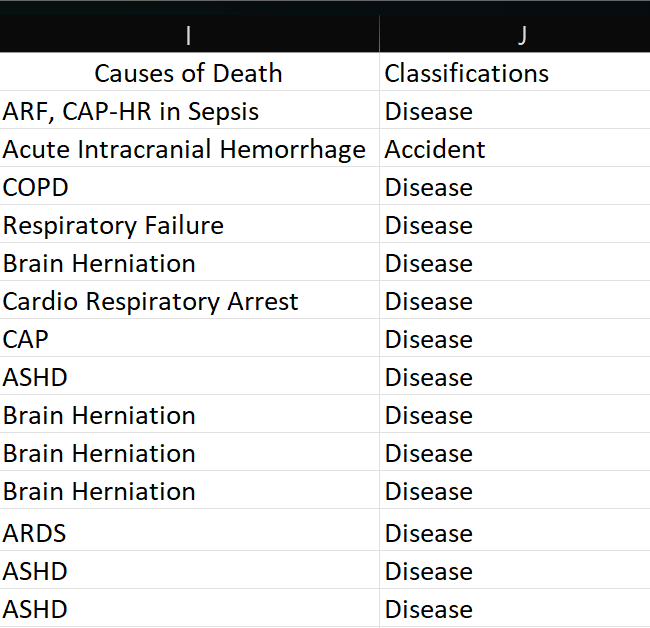 I J
Causes of Death Classifications
ARF, CAP-HR in Sepsis Disease
Acute Intracranial Hemorrhage Accident
COPD Disease
Respiratory Failure Disease
Brain Herniation Disease
Cardio Respiratory Arrest Disease
CAP Disease
ASHD Disease
Brain Herniation Disease
Brain Herniation Disease
Brain Herniation Disease
ARDS Disease
ASHD Disease
ASHD Disease